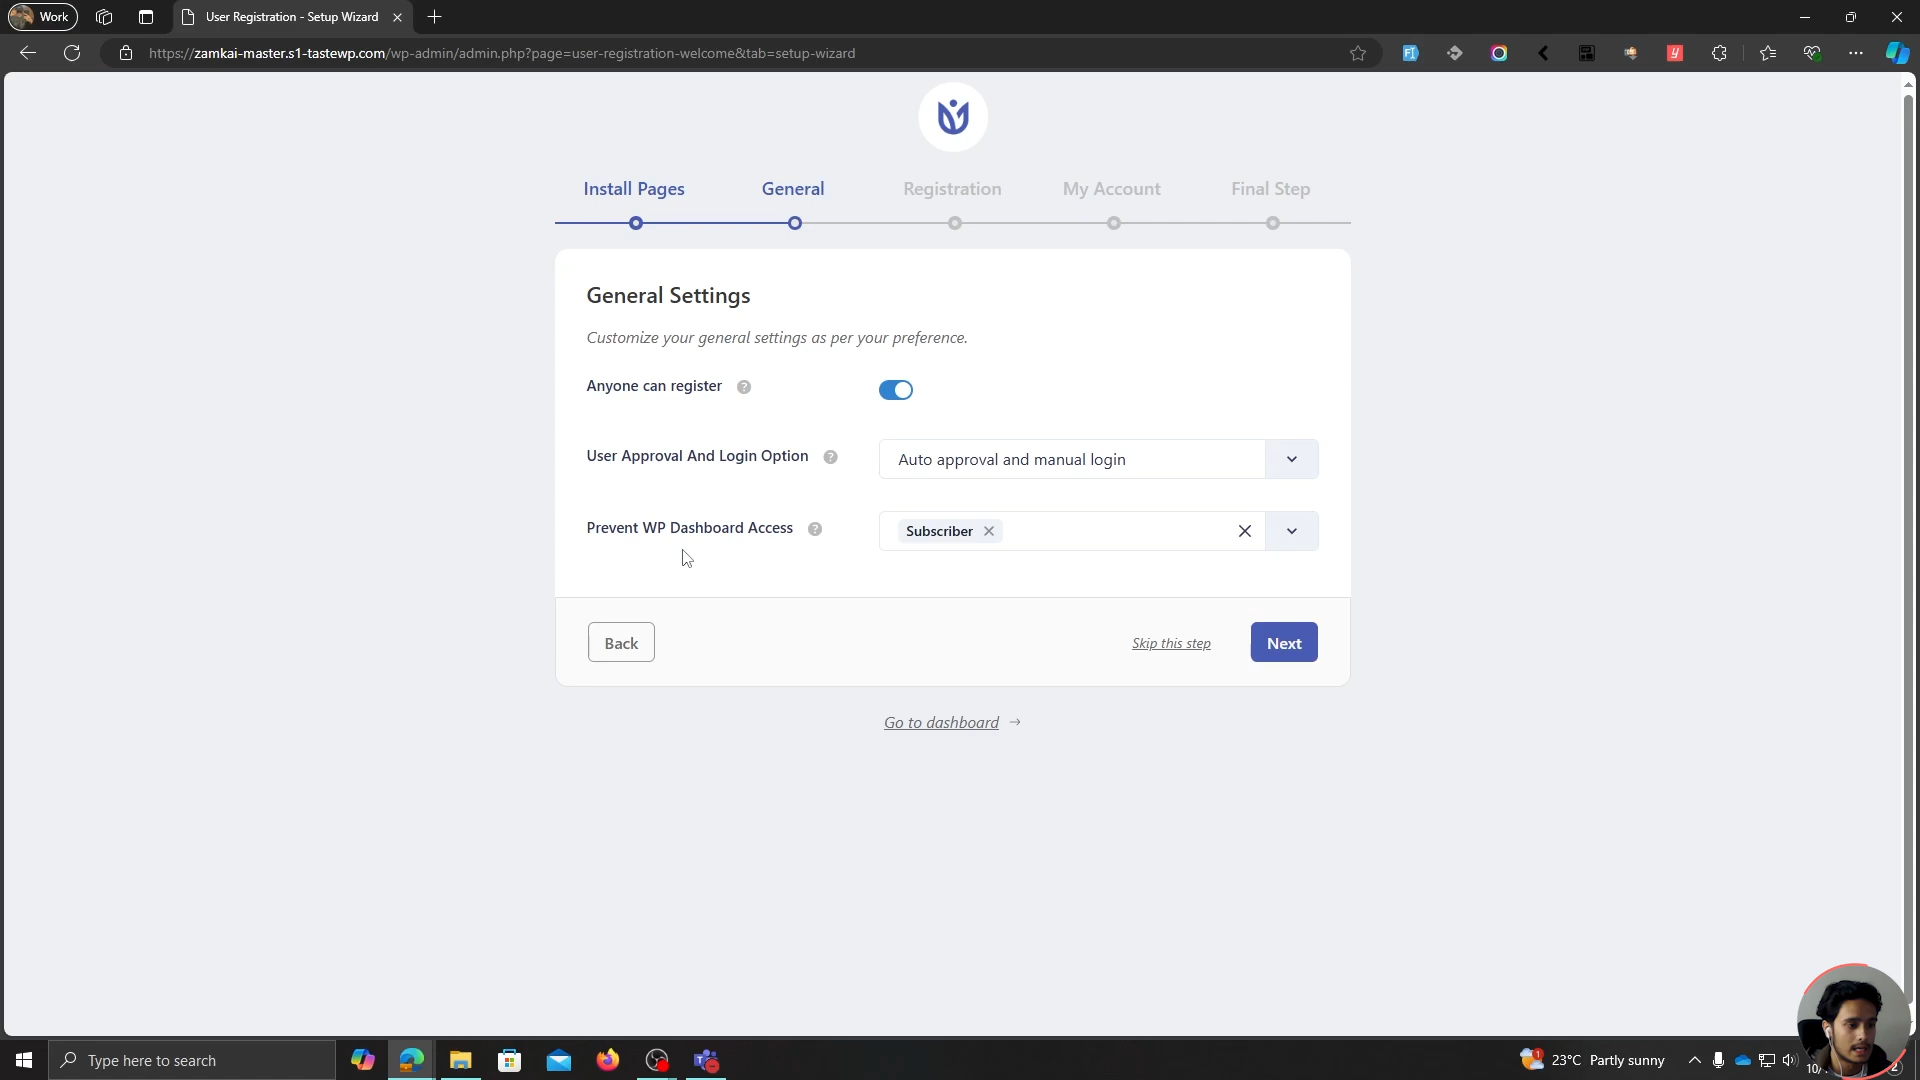 Work
User Registration - Setup Wizard
https://zamkai-master.s1-tastewp.com/wp-admin/admin.php?page=user-registration-welcome&tab=setup-wizard
Install Pages
General
Registration
My Account
Final Step
General Settings
Customize your general settings as per your preference.
Anyone can register
User Approval And Login Option
Auto approval and manual login
Prevent WP Dashboard Access
Subscriber
Back
Skip this step
Next
Go to dashboard →
Type here to search
23°C Partly sunny